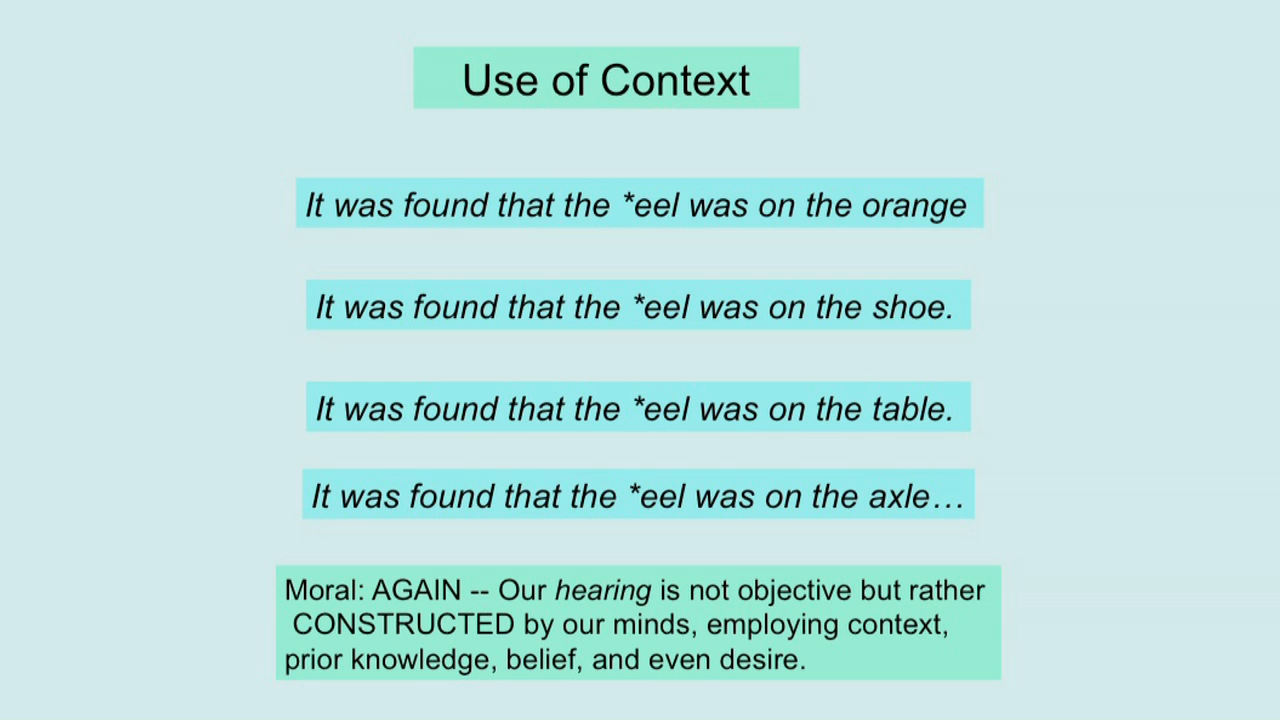 Use of Context
It was found that the *eel was on the orange
It was found that the *eel was on the shoe.
It was found that the *eel was on the table.
It was found that the *eel was on the axle…
Moral: AGAIN -- Our hearing is not objective but rather
CONSTRUCTED by our minds, employing context,
prior knowledge, belief, and even desire.